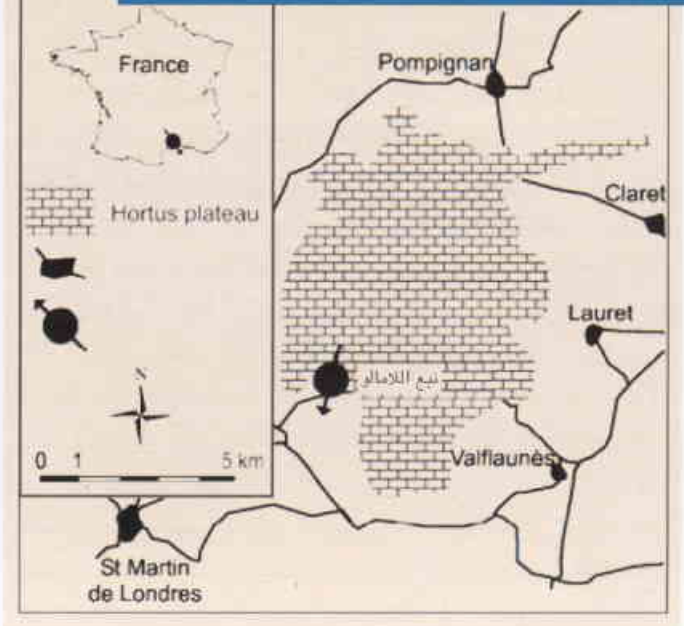 France
Hortus plateau
N
0 1 5 km
Pompignan
Claret
Lauret
نبع اللامالو
Valflaunès
St Martin
de Londres